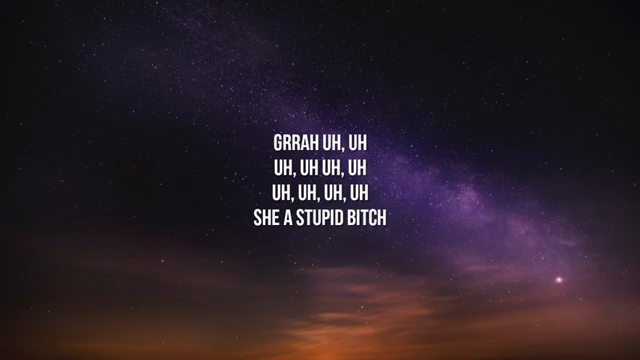 GRRAH UH, UH
UH, UH UH, UH
UH, UH, UH, UH
SHE A STUPID BITCH